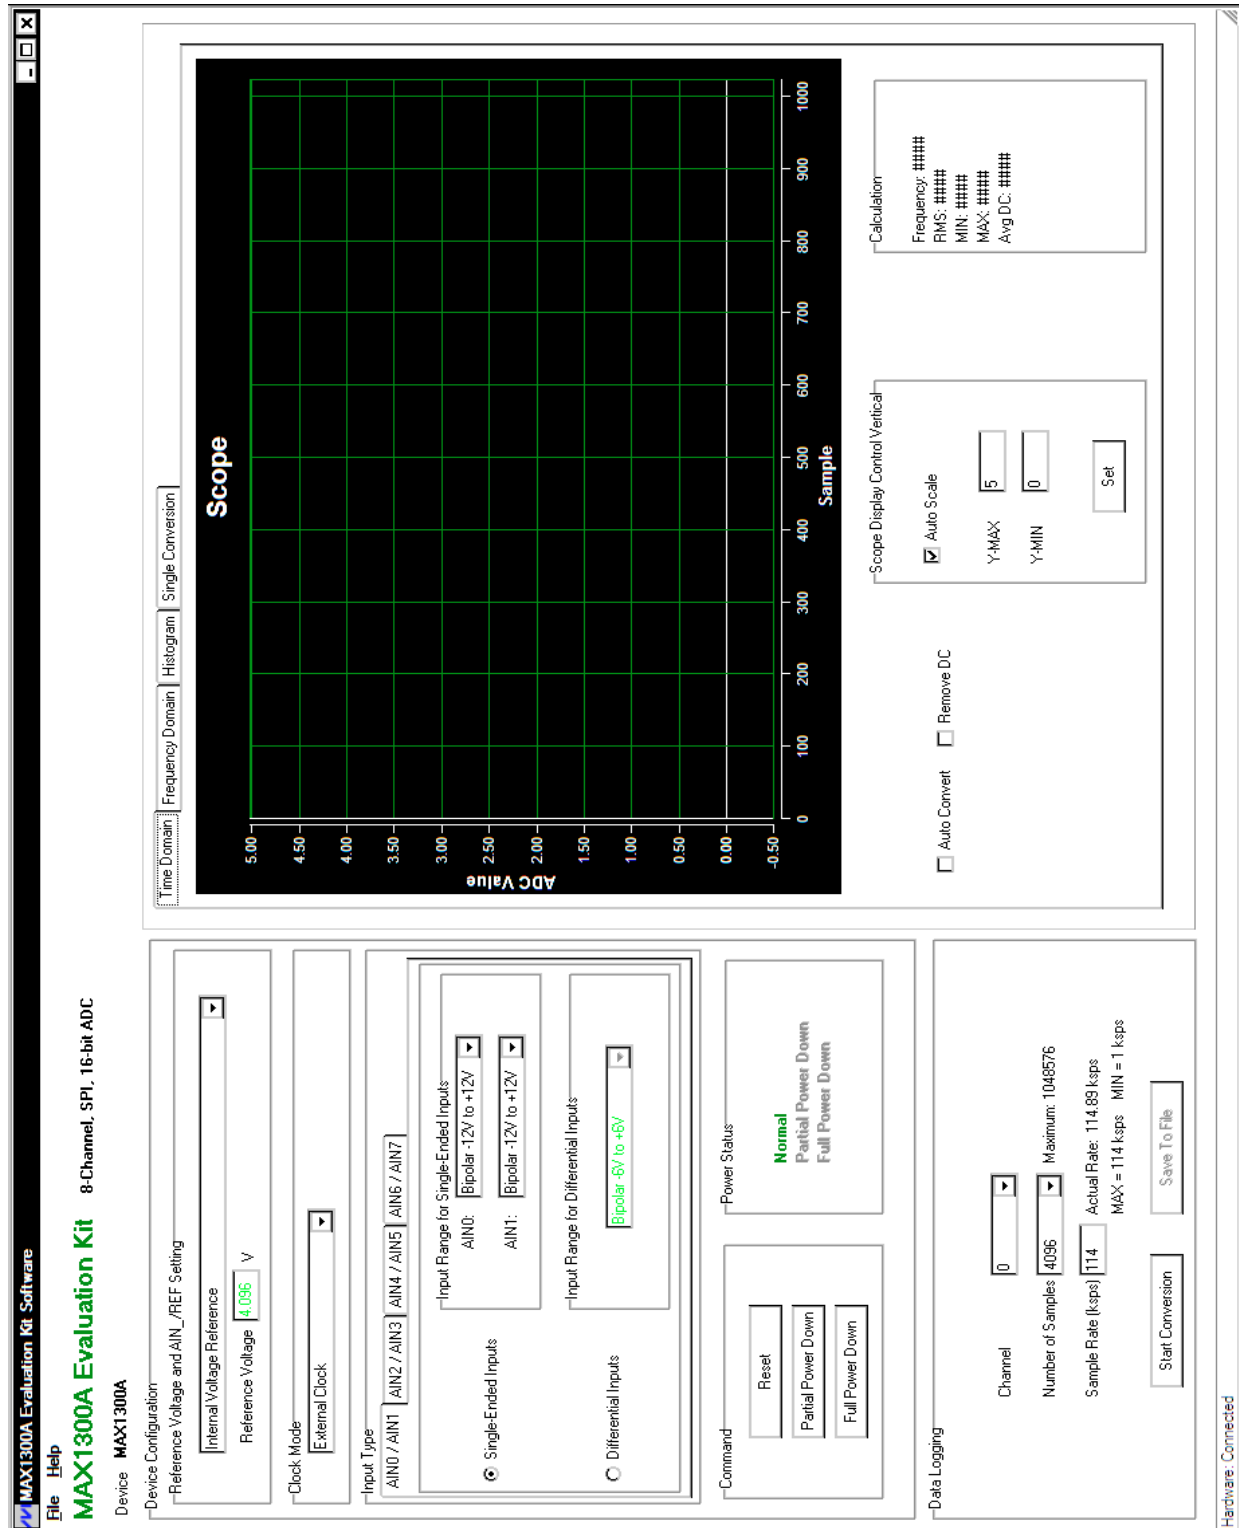 MAX1300A Evaluation Kit Software
File Help
MAX1300A Evaluation Kit 8-Channel, SPI, 16-bit ADC
Device MAX1300A
Device Configuration
Reference Voltage and AIN_/REF Setting
Internal Voltage Reference
Reference Voltage 4.096 V
Clock Mode
External Clock
Input Type
AIN0 / AIN1 AIN2 / AIN3 AIN4 / AIN5 AIN6 / AIN7
Single-Ended Inputs
Input Range for Single-Ended Inputs
AIN0: Bipolar -12V to +12V
AIN1: Bipolar -12V to +12V
Differential Inputs
Input Range for Differential Inputs
Bipolar -6V to +6V
Command
Reset
Partial Power Down
Full Power Down
Power Status
Normal
Partial Power Down
Full Power Down
Data Logging
Channel 0
Number of Samples 4096 Maximum: 1048576
Sample Rate (ksps) 114 Actual Rate: 114.89 ksps
MAX = 114 ksps MIN = 1 ksps
Start Conversion Save To File
Time Domain Frequency Domain Histogram Single Conversion
Scope
ADC Value
5.00
4.50
4.00
3.50
3.00
2.50
2.00
1.50
1.00
0.50
0.00
-0.50
0 100 200 300 400 500 600 700 800 900 1000
Sample
Auto Convert Remove DC
Scope Display Control Vertical
Auto Scale
Y-MAX 5
Y-MIN 0
Set
Calculation
Frequency: ####
RMS: ####
MIN: ####
MAX: ####
Avg DC: ####
Hardware: Connected